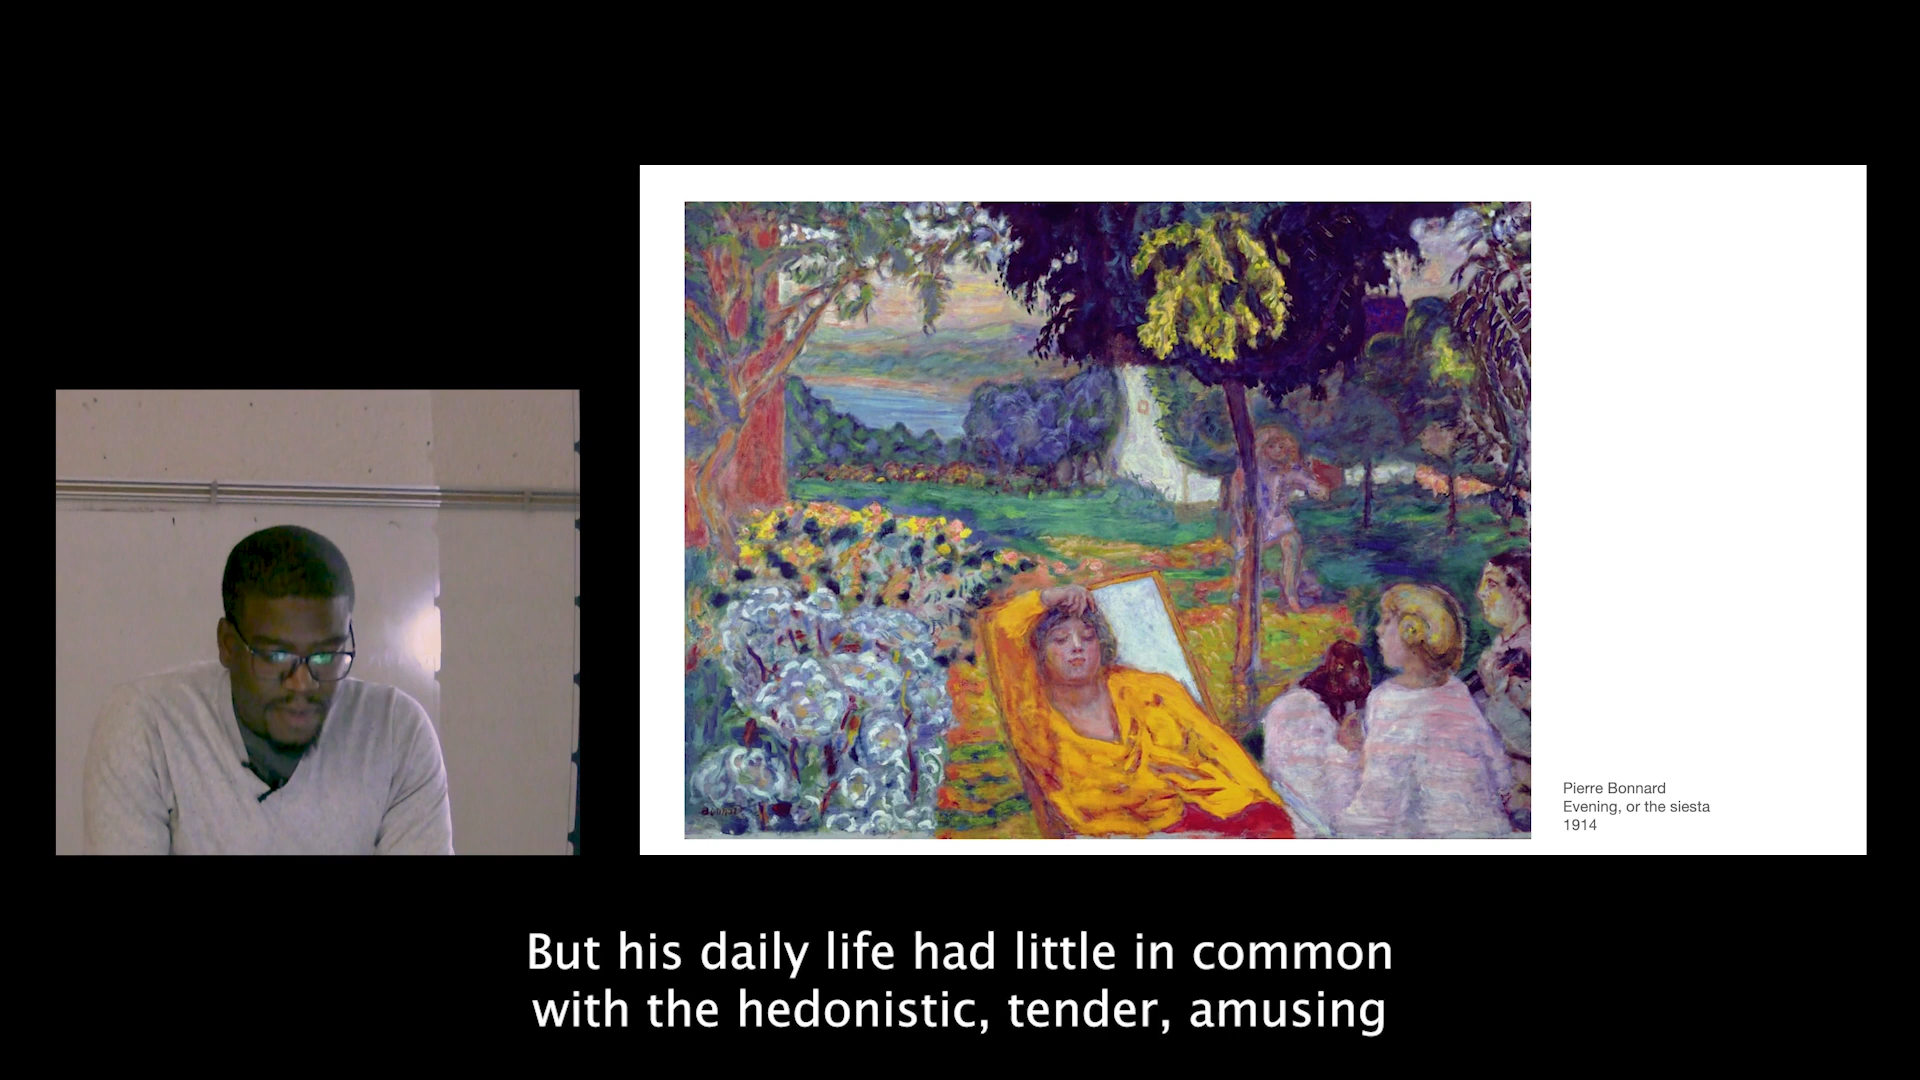 Bonnard
Pierre Bonnard
Evening, or the siesta
1914
But his daily life had little in common
with the hedonistic, tender, amusing